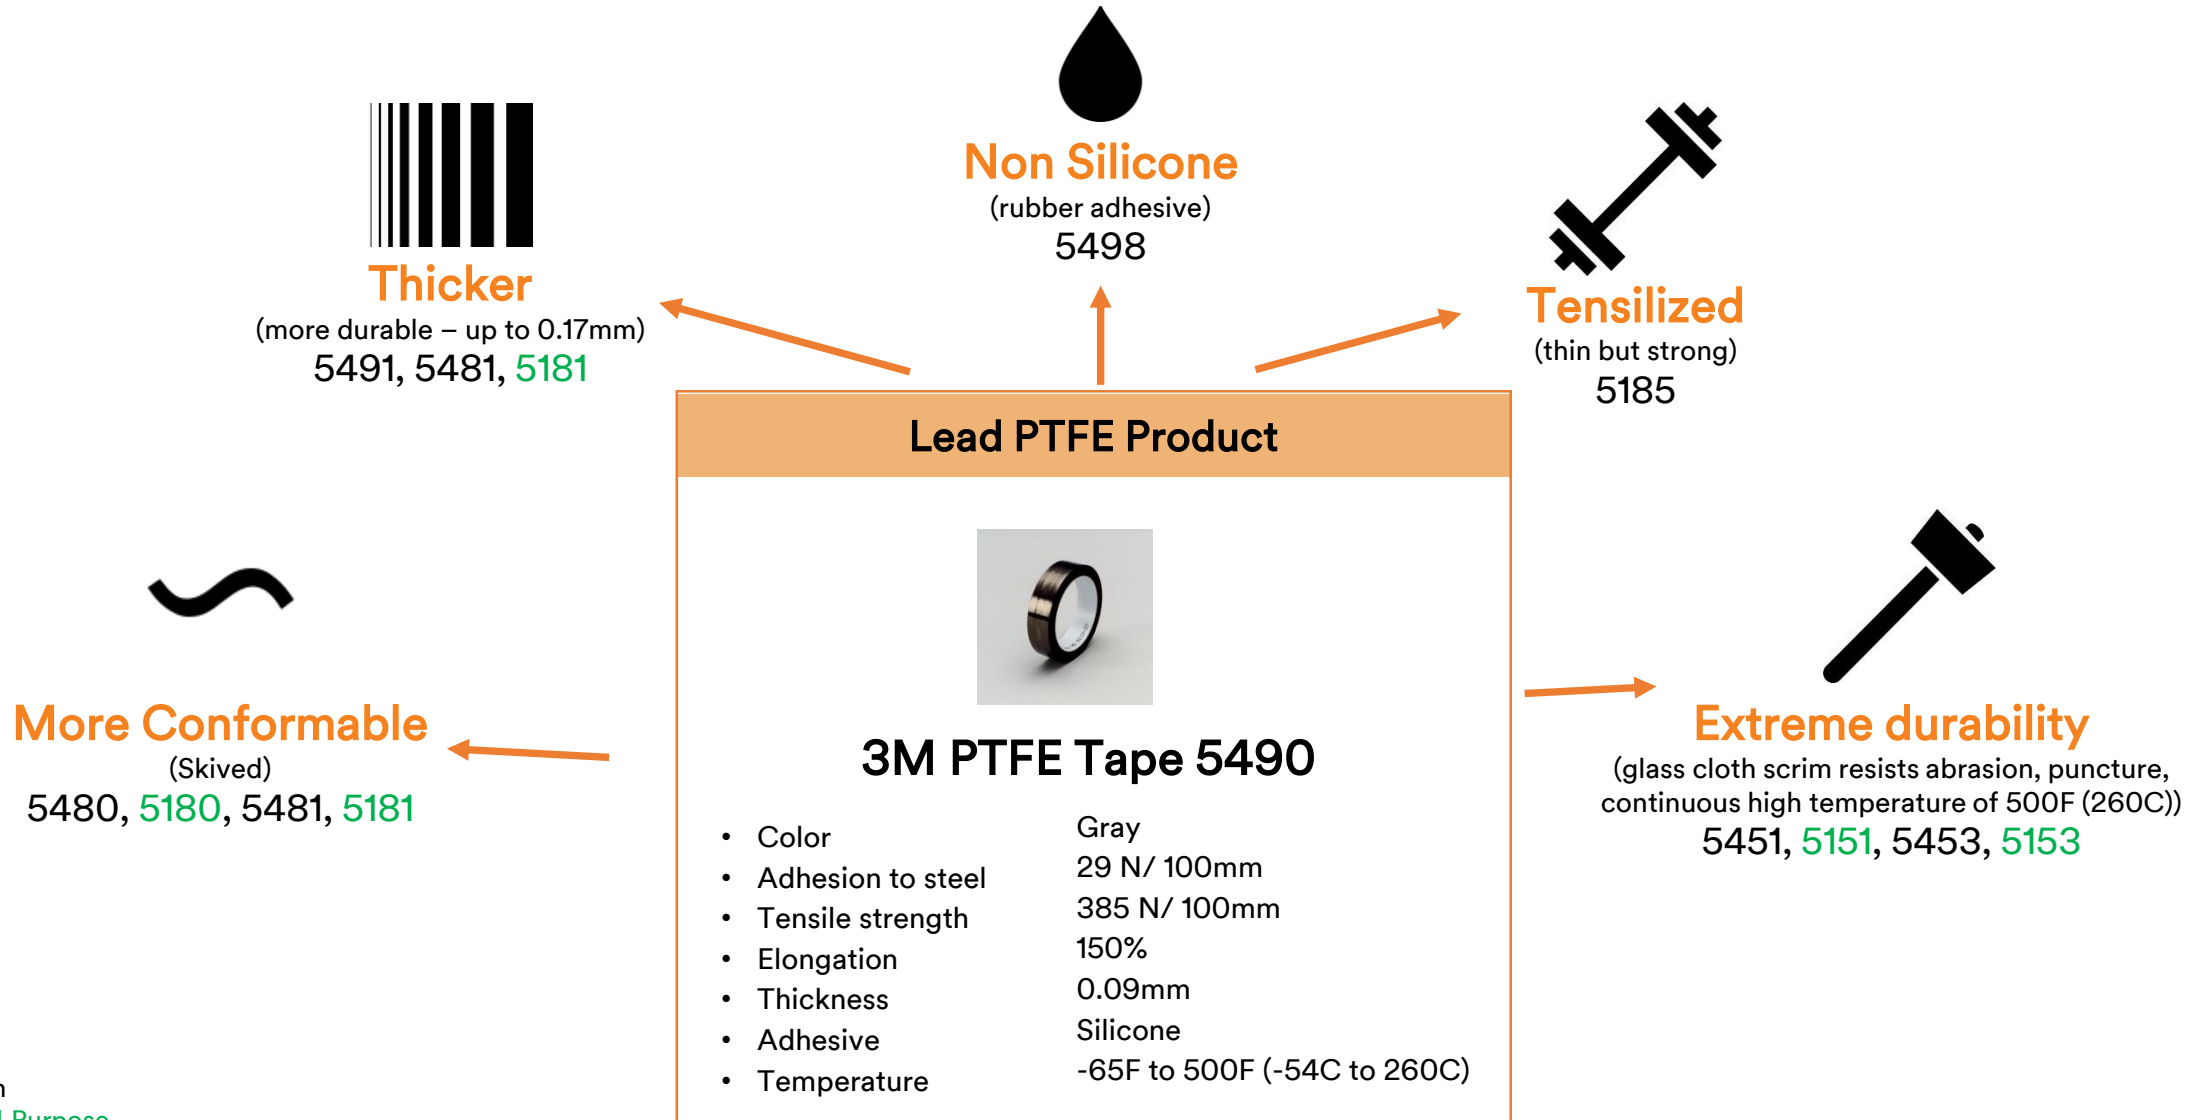 Non Silicone
(rubber adhesive)
5498
Thicker
(more durable – up to 0.17mm)
5491, 5481, 5181
Tensilized
(thin but strong)
5185
Lead PTFE Product
3M PTFE Tape 5490
• Color Gray
• Adhesion to steel 29 N/ 100mm
• Tensile strength 385 N/ 100mm
• Elongation 150%
• Thickness 0.09mm
• Adhesive Silicone
• Temperature -65F to 500F (-54C to 260C)
More Conformable
(Skived)
5480, 5180, 5481, 5181
Extreme durability
(glass cloth scrim resists abrasion, puncture,
continuous high temperature of 500F (260C))
5451, 5151, 5453, 5153
Purpose